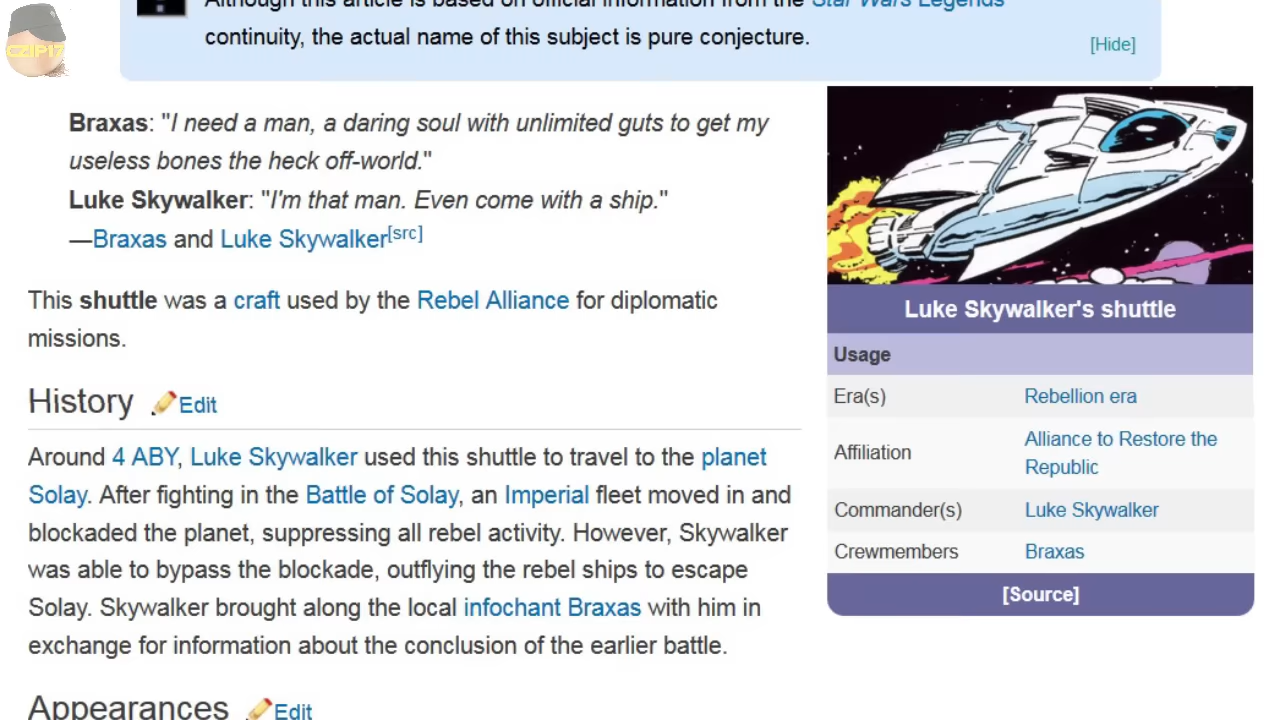 Although this article is based on official information from the Star Wars Legends
continuity, the actual name of this subject is pure conjecture.
[Hide]
CZIP17
Braxas: "I need a man, a daring soul with unlimited guts to get my
useless bones the heck off-world."
Luke Skywalker: "I'm that man. Even come with a ship."
—Braxas and Luke Skywalker[src]
This shuttle was a craft used by the Rebel Alliance for diplomatic
missions.
History Edit
Around 4 ABY, Luke Skywalker used this shuttle to travel to the planet
Solay. After fighting in the Battle of Solay, an Imperial fleet moved in and
blockaded the planet, suppressing all rebel activity. However, Skywalker
was able to bypass the blockade, outflying the rebel ships to escape
Solay. Skywalker brought along the local infochant Braxas with him in
exchange for information about the conclusion of the earlier battle.
Appearances Edit
Luke Skywalker's shuttle
Usage
Era(s) Rebellion era
Affiliation Alliance to Restore the
Republic
Commander(s) Luke Skywalker
Crewmembers Braxas
[Source]